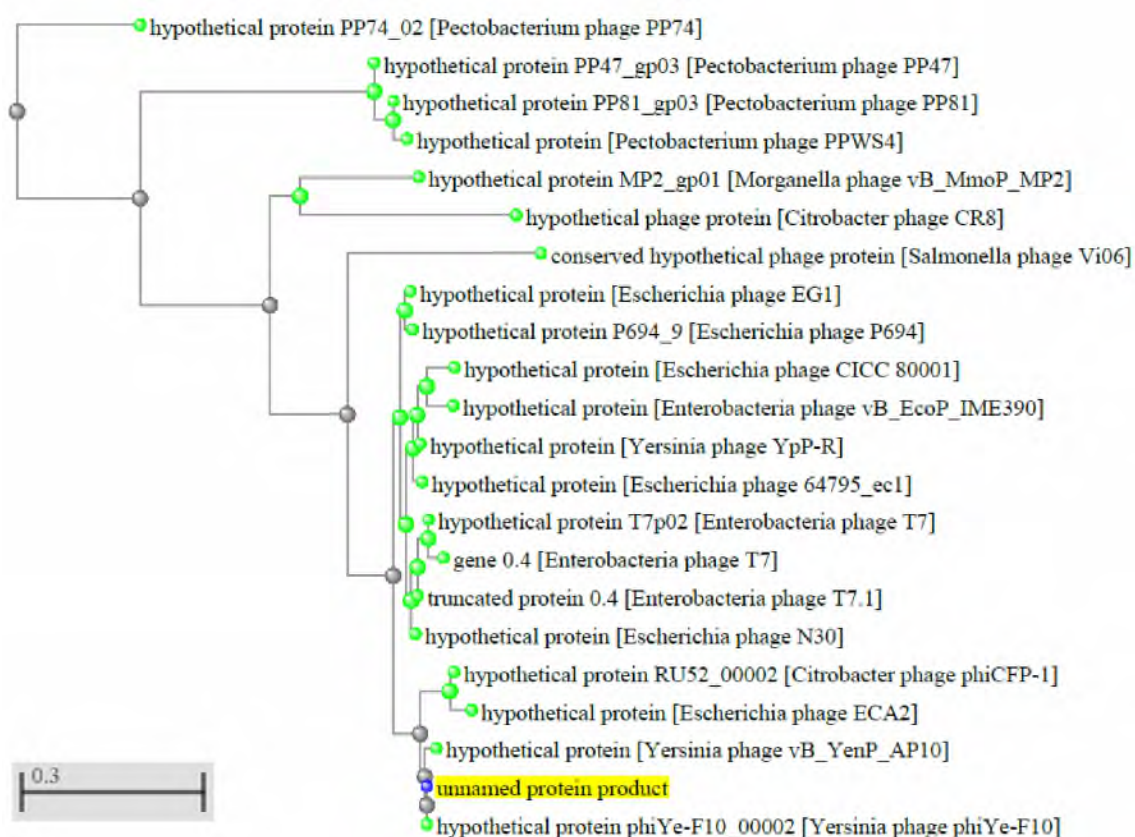 hypothetical protein PP74_02 [Pectobacterium phage PP74]
hypothetical protein PP47_gp03 [Pectobacterium phage PP47]
hypothetical protein PP81_gp03 [Pectobacterium phage PP81]
hypothetical protein [Pectobacterium phage PPWS4]
hypothetical protein MP2_gp01 [Morganella phage vB_MmoP_MP2]
hypothetical phage protein [Citrobacter phage CR8]
conserved hypothetical phage protein [Salmonella phage Vi06]
hypothetical protein [Escherichia phage EG1]
hypothetical protein P694_9 [Escherichia phage P694]
hypothetical protein [Escherichia phage CICC 80001]
hypothetical protein [Enterobacteria phage vB_EcoP_IME390]
hypothetical protein [Yersinia phage YpP-R]
hypothetical protein [Escherichia phage 64795_ec1]
hypothetical protein T7p02 [Enterobacteria phage T7]
gene 0.4 [Enterobacteria phage T7]
truncated protein 0.4 [Enterobacteria phage T7.1]
hypothetical protein [Escherichia phage N30]
hypothetical protein RU52_00002 [Citrobacter phage phiCFP-1]
hypothetical protein [Escherichia phage ECA2]
hypothetical protein [Yersinia phage vB_YenP_AP10]
unnamed protein product
hypothetical protein phiYe-F10_00002 [Yersinia phage phiYe-F10]
0.3